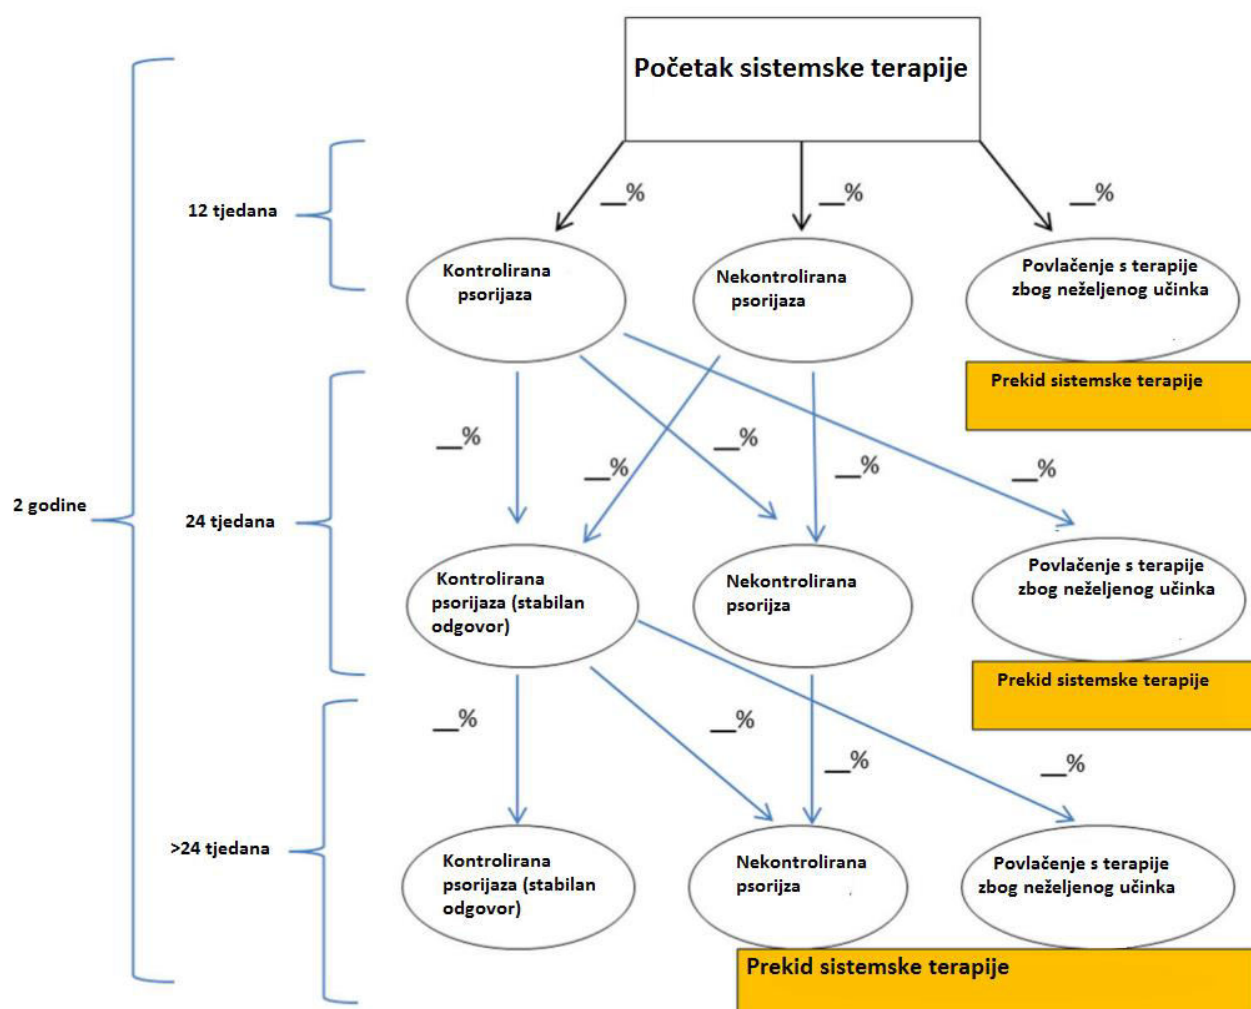 Početak sistemske terapije
12 tjedana
__%
__%
__%
Kontrolirana
psorijaza
Nekontrolirana
psorijaza
Povlačenje s terapije
zbog neželjenog učinka
Prekid sistemske terapije
2 godine
24 tjedana
__%
__%
__%
__%
__%
Kontrolirana
psorijaza (stabilan
odgovor)
Nekontrolirana
psorijza
Povlačenje s terapije
zbog neželjenog učinka
Prekid sistemske terapije
>24 tjedana
__%
__%
__%
__%
Kontrolirana
psorijaza (stabilan
odgovor)
Nekontrolirana
psorijza
Povlačenje s terapije
zbog neželjenog učinka
Prekid sistemske terapije